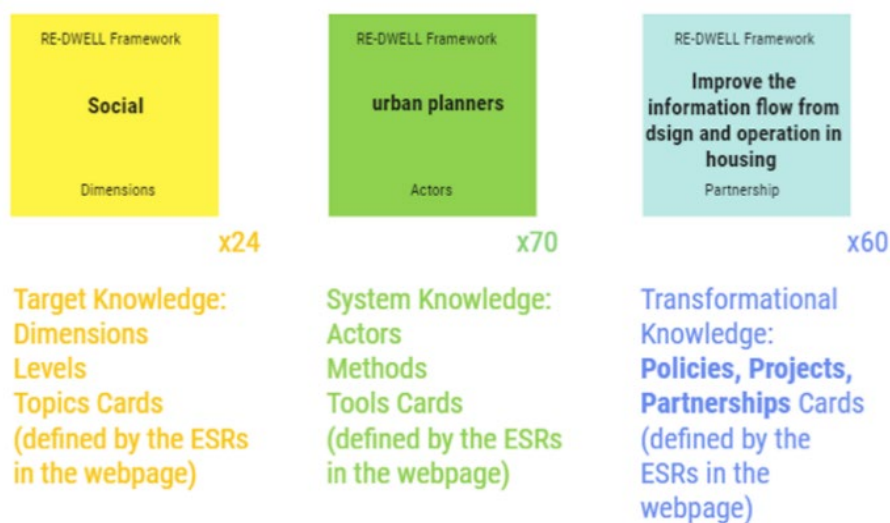 RE-DWELL Framework
Social
Dimensions
x24
Target Knowledge:
Dimensions
Levels
Topics Cards
(defined by the ESRs
in the webpage)
RE-DWELL Framework
urban planners
Actors
x70
System Knowledge:
Actors
Methods
Tools Cards
(defined by the ESRs
in the webpage)
RE-DWELL Framework
Improve the
information flow from
dsign and operation in
housing
Partnership
x60
Transformational
Knowledge:
Policies, Projects,
Partnerships Cards
(defined by the
ESRs in the
webpage)